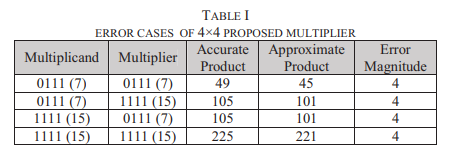 TABLE I
ERROR CASES OF 4×4 PROPOSED MULTIPLIER
Multiplicand Multiplier Accurate Product Approximate Product Error Magnitude
0111 (7) 0111 (7) 49 45 4
0111 (7) 1111 (15) 105 101 4
1111 (15) 0111 (7) 105 101 4
1111 (15) 1111 (15) 225 221 4